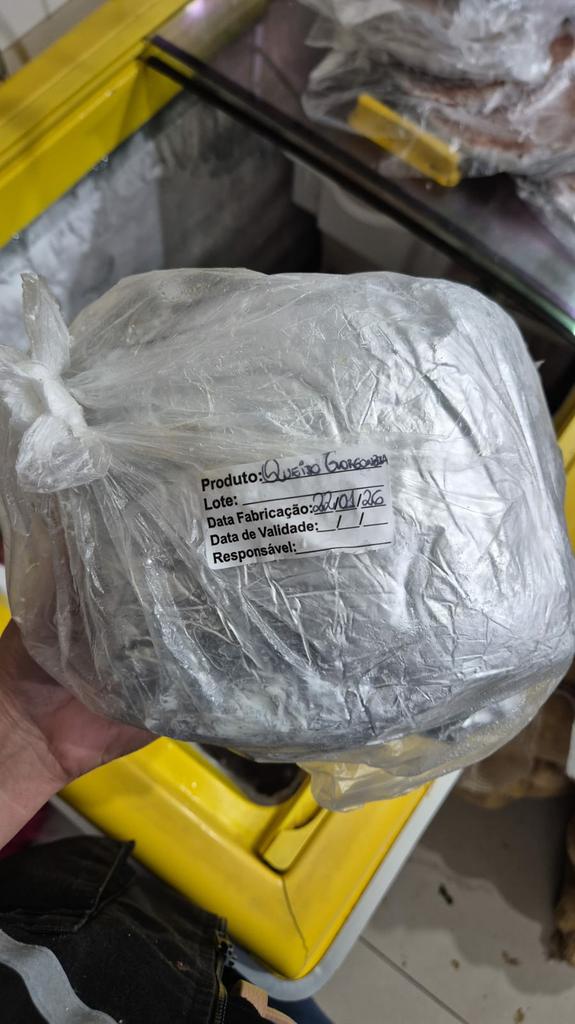 Produto: Queijo Gorgonzola
Lote:
Data Fabricação: 22/01/26
Data de Validade: / /
Responsável: